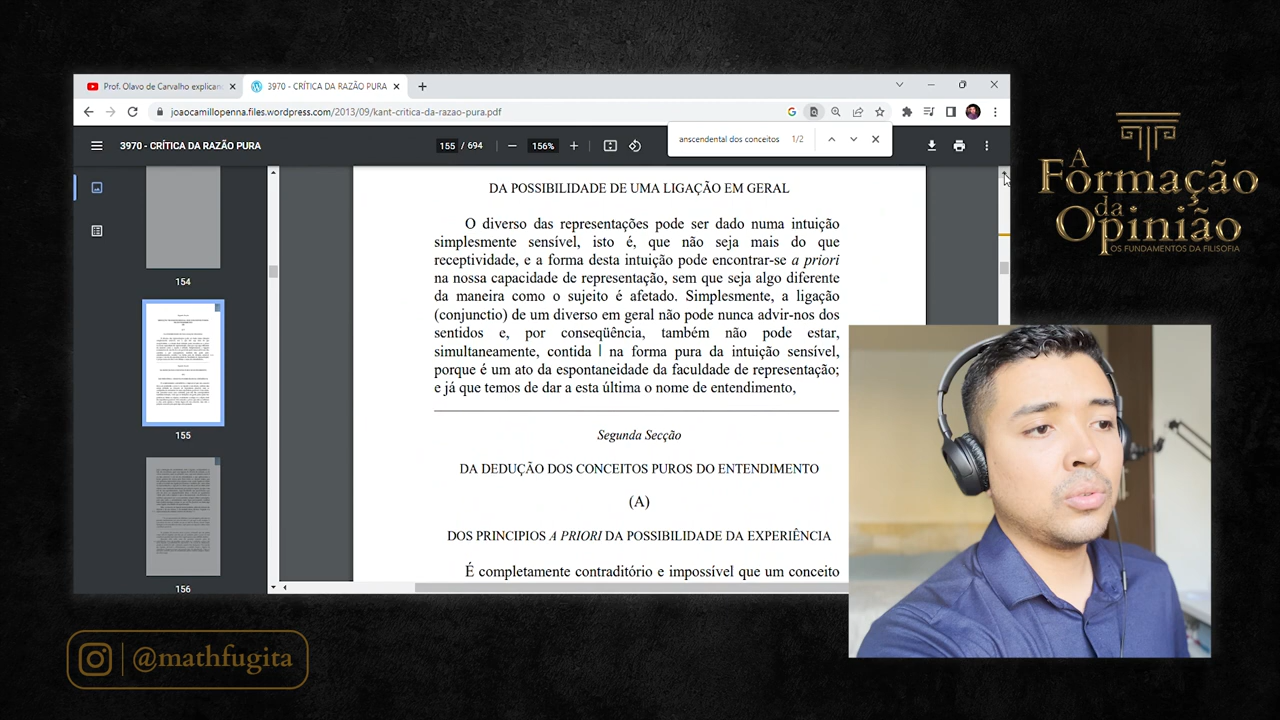 Prof. Olavo de Carvalho explican
3970 - CRÍTICA DA RAZÃO PURA
joaocamillopenna.files.wordpress.com/2013/09/kant-critica-da-razao-pura.pdf
3970 - CRÍTICA DA RAZÃO PURA
155 / 694
156%
anscendental dos conceitos
1/2
154
155
156
DA POSSIBILIDADE DE UMA LIGAÇÃO EM GERAL
O diverso das representações pode ser dado numa intuição
simplesmente sensível, isto é, que não seja mais do que
receptividade, e a forma desta intuição pode encontrar-se a priori
na nossa capacidade de representação, sem que seja algo diferente
da maneira como o sujeito é afetado. Simplesmente, a ligação
(conjunctio) de um diverso em geral não pode nunca advir-nos dos
sentidos e por conseqüência, também não pode estar,
simultaneamente, contida | na forma pura da intuição sensível,
porque é um ato da espontaneidade da faculdade de representação;
e já que temos de dar a esta última o nome de entendimento,
Segunda Secção
DA DEDUÇÃO DOS CONCEITOS PUROS DO ENTENDIMENTO
(A)
DOS PRINCIPIOS A PRIORI DA POSSIBILIDADE DA EXPERIÊNCIA
É completamente contraditório e impossível que um conceito
A
Formação
da
Opinião
OS FUNDAMENTOS DA FILISOFIA
@mathfugita